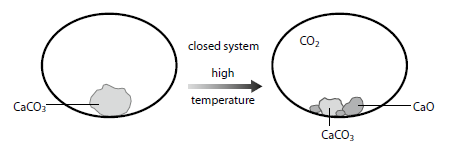 CaCO₃
closed system
high
temperature
CO₂
CaCO₃
CaO